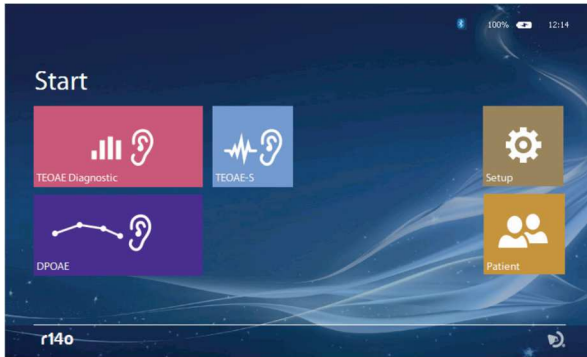 100% 12:14
Start
TEOAE Diagnostic
TEOAE-S
Setup
DPOAE
Patient
r14o